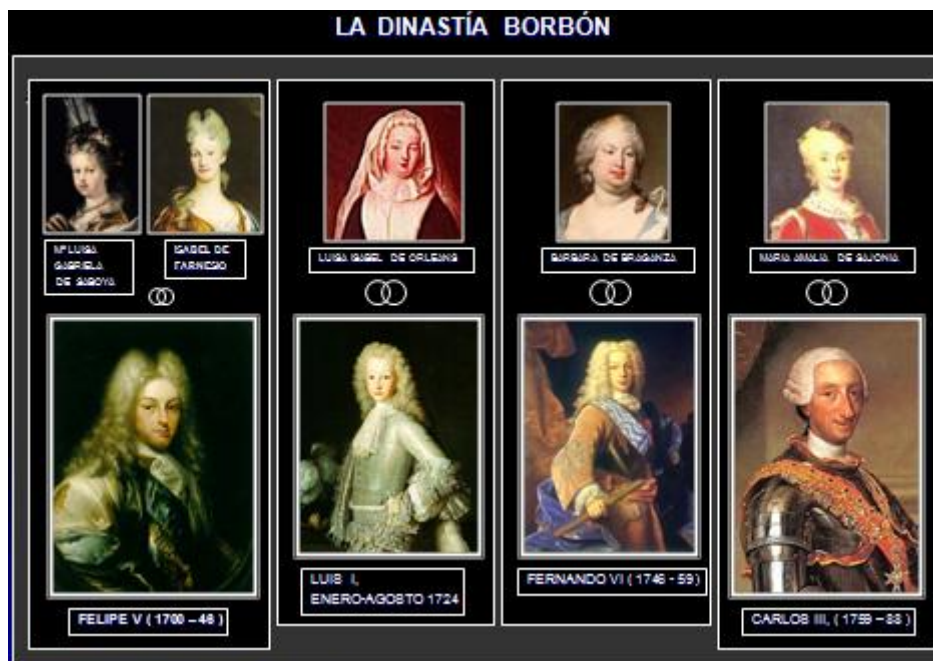 LA DINASTÍA BORBÓN
Mª LUISA
GABRIELA
DE SABOYA
ISABEL DE
FARNESIO
FELIPE V ( 1700 – 46 )
LUISA ISABEL DE ORLEANS
LUIS I,
ENERO-AGOSTO 1724
BARBARA DE BRAGANZA
FERNANDO VI ( 1746 - 59 )
MARIA AMALIA DE SAJONIA
CARLOS III, ( 1759 – 88 )